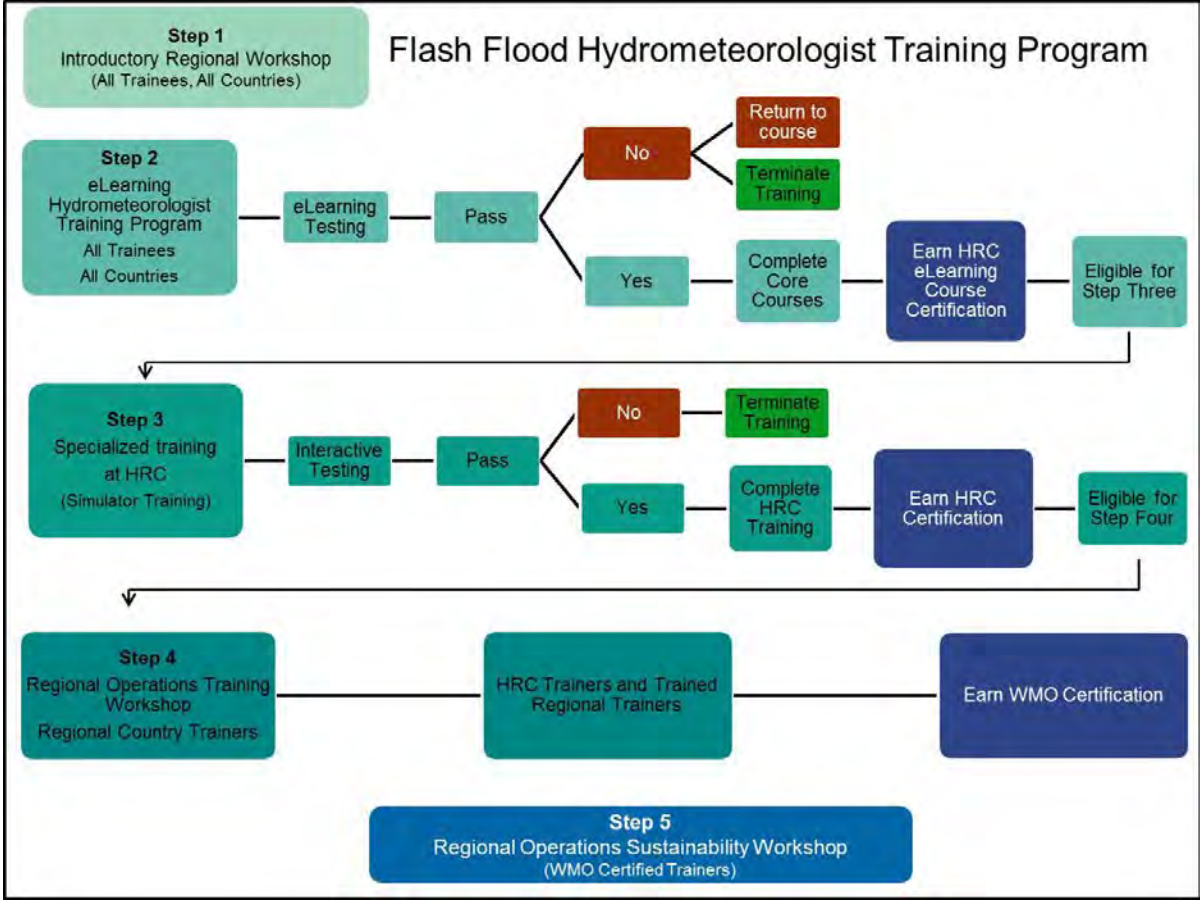 Step 1
Introductory Regional Workshop
(All Trainees, All Countries)
Flash Flood Hydrometeorologist Training Program
Step 2
eLearning
Hydrometeorologist
Training Program
All Trainees
All Countries
eLearning
Testing
Pass
No
Return to
course
Terminate
Training
Yes
Complete
Core
Courses
Earn HRC
eLearning
Course
Certification
Eligible for
Step Three
Step 3
Specialized training
at HRC
(Simulator Training)
Interactive
Testing
Pass
No
Terminate
Training
Yes
Complete
HRC
Training
Earn HRC
Certification
Eligible for
Step Four
Step 4
Regional Operations Training
Workshop
Regional Country Trainers
HRC Trainers and Trained
Regional Trainers
Earn WMO Certification
Step 5
Regional Operations Sustainability Workshop
(WMO Certified Trainers)